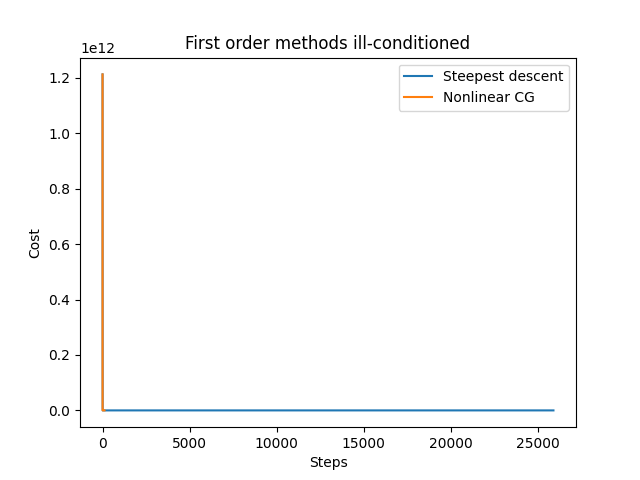 First order methods ill-conditioned
1e12
Steepest descent
Nonlinear CG
1.2
1.0
0.8
0.6
0.4
0.2
0.0
Cost
0 5000 10000 15000 20000 25000
Steps